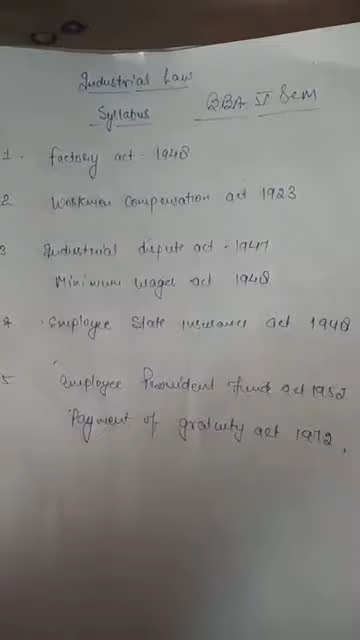 Industrial Law
Syllabus
BBA V Sem
1. factory act - 1948
2 Workmen Compensation act 1923
3 Industrial dipute act - 1947
Minimum wages act 1948
4 Employee State insurance act 1948
5 Employee Provident Fund act 1952
Payment of gratuity act 1972,